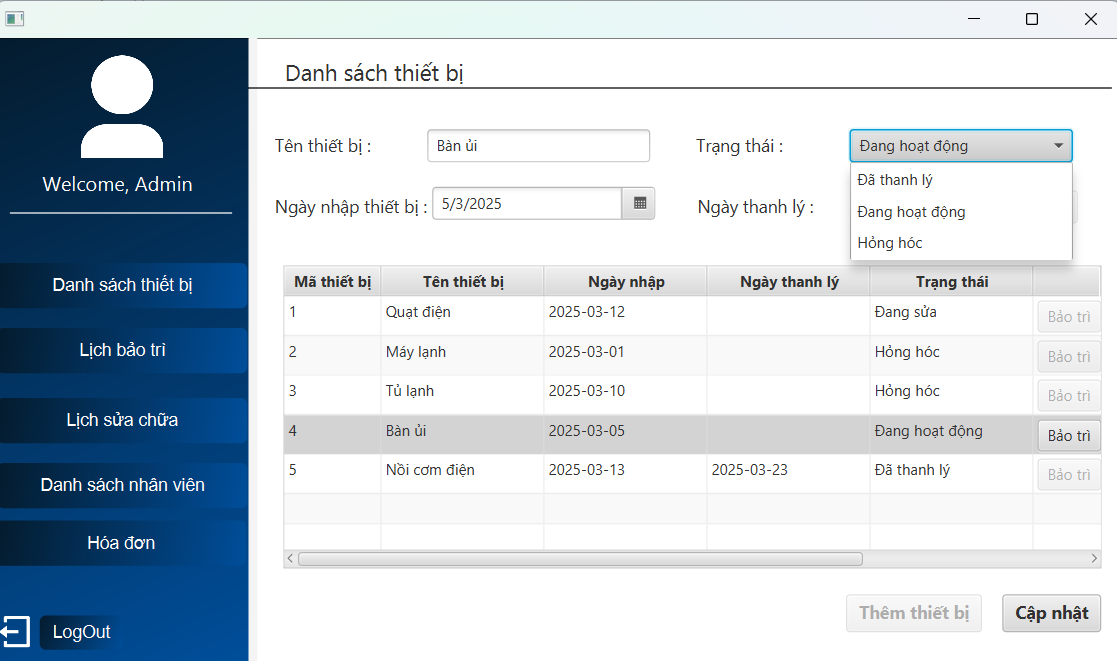 Welcome, Admin
Danh sách thiết bị
Lịch bảo trì
Lịch sửa chữa
Danh sách nhân viên
Hóa đơn
LogOut
Danh sách thiết bị
Tên thiết bị : Bàn ủi Trạng thái : Đang hoạt động
Đã thanh lý
Đang hoạt động
Hỏng hóc
Ngày nhập thiết bị : 5/3/2025 Ngày thanh lý :
Mã thiết bị Tên thiết bị Ngày nhập Ngày thanh lý Trạng thái
1 Quạt điện 2025-03-12 Đang sửa Bảo trì
2 Máy lạnh 2025-03-01 Hỏng hóc Bảo trì
3 Tủ lạnh 2025-03-10 Hỏng hóc Bảo trì
4 Bàn ủi 2025-03-05 Đang hoạt động Bảo trì
5 Nồi cơm điện 2025-03-13 2025-03-23 Đã thanh lý Bảo trì
Thêm thiết bị Cập nhật